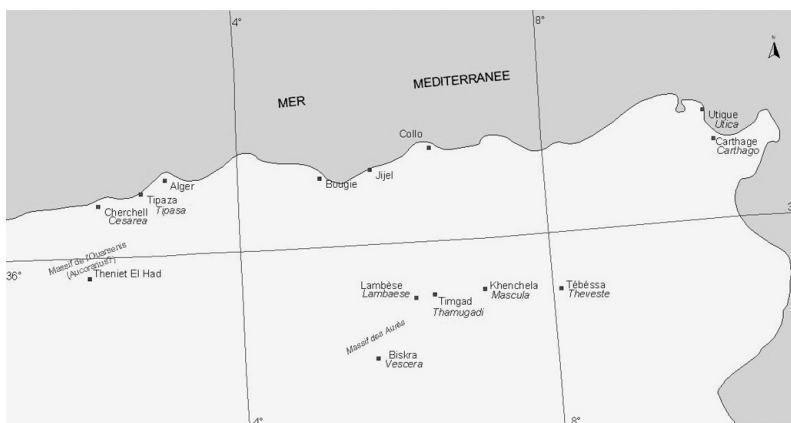 4°
8°
N
MER
MEDITERRANEE
Utique
Utica
Carthage
Carthago
Collo
Jijel
Bougie
Alger
Tipaza
Tipasa
Cherchell
Cesarea
3
36°
Massif de l'Ouarsenis
Theniet El Had
Lambèse
Lambaese
Timgad
Thamugadi
Khenchela
Mascula
Tébéssa
Theveste
Massif des Aurès
Biskra
Vescera
4°
8°